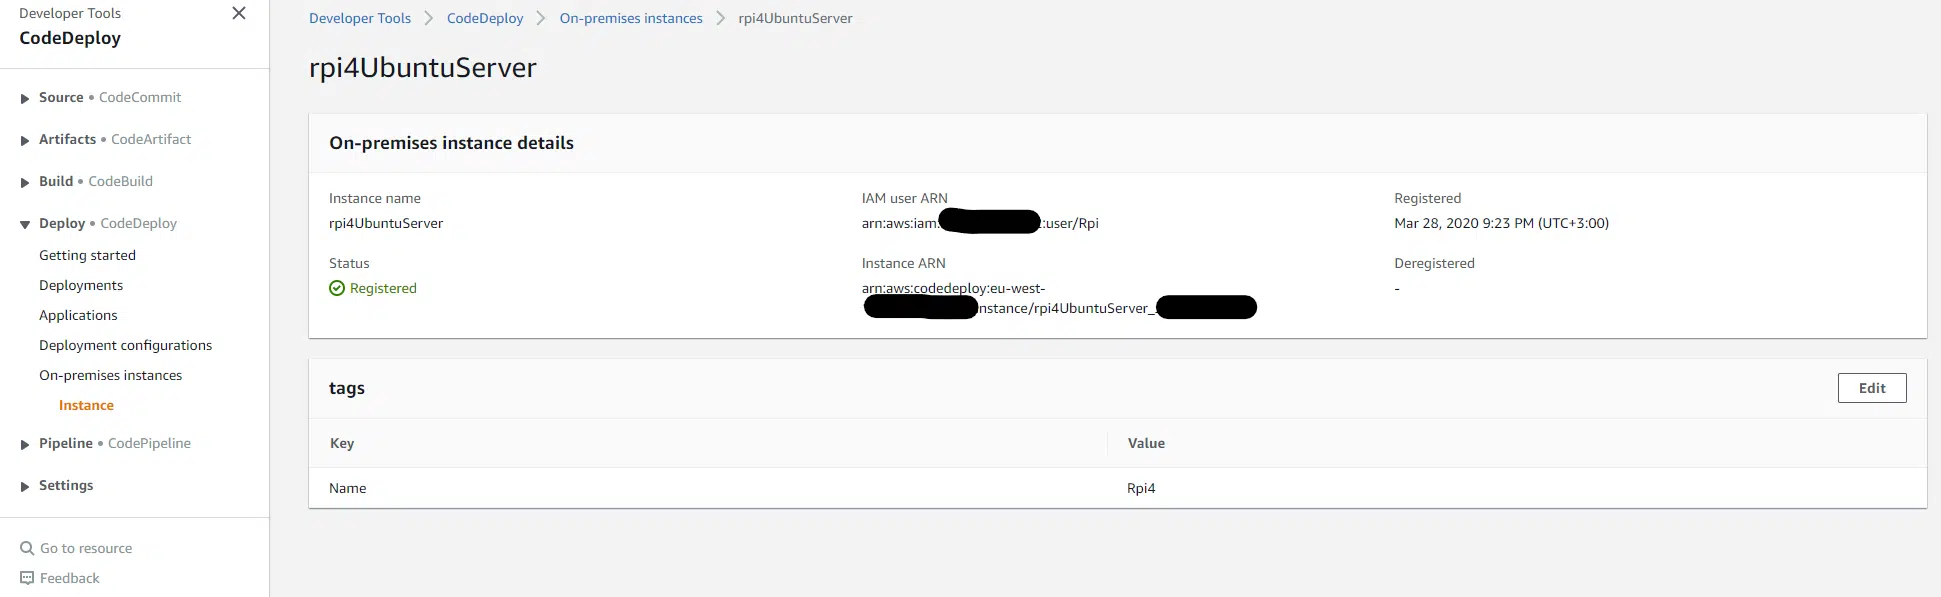 Developer Tools
CodeDeploy
Source • CodeCommit
Artifacts • CodeArtifact
Build • CodeBuild
Deploy • CodeDeploy
Getting started
Deployments
Applications
Deployment configurations
On-premises instances
Instance
Pipeline • CodePipeline
Settings
Go to resource
Feedback
Developer Tools > CodeDeploy > On-premises instances > rpi4UbuntuServer
rpi4UbuntuServer
On-premises instance details
Instance name
rpi4UbuntuServer
Status
Registered
IAM user ARN
arn:aws:iam: :user/Rpi
Instance ARN
arn:aws:codedeploy:eu-west-
nstance/rpi4UbuntuServer_
Registered
Mar 28, 2020 9:23 PM (UTC+3:00)
Deregistered
-
tags
Edit
Key Value
Name Rpi4